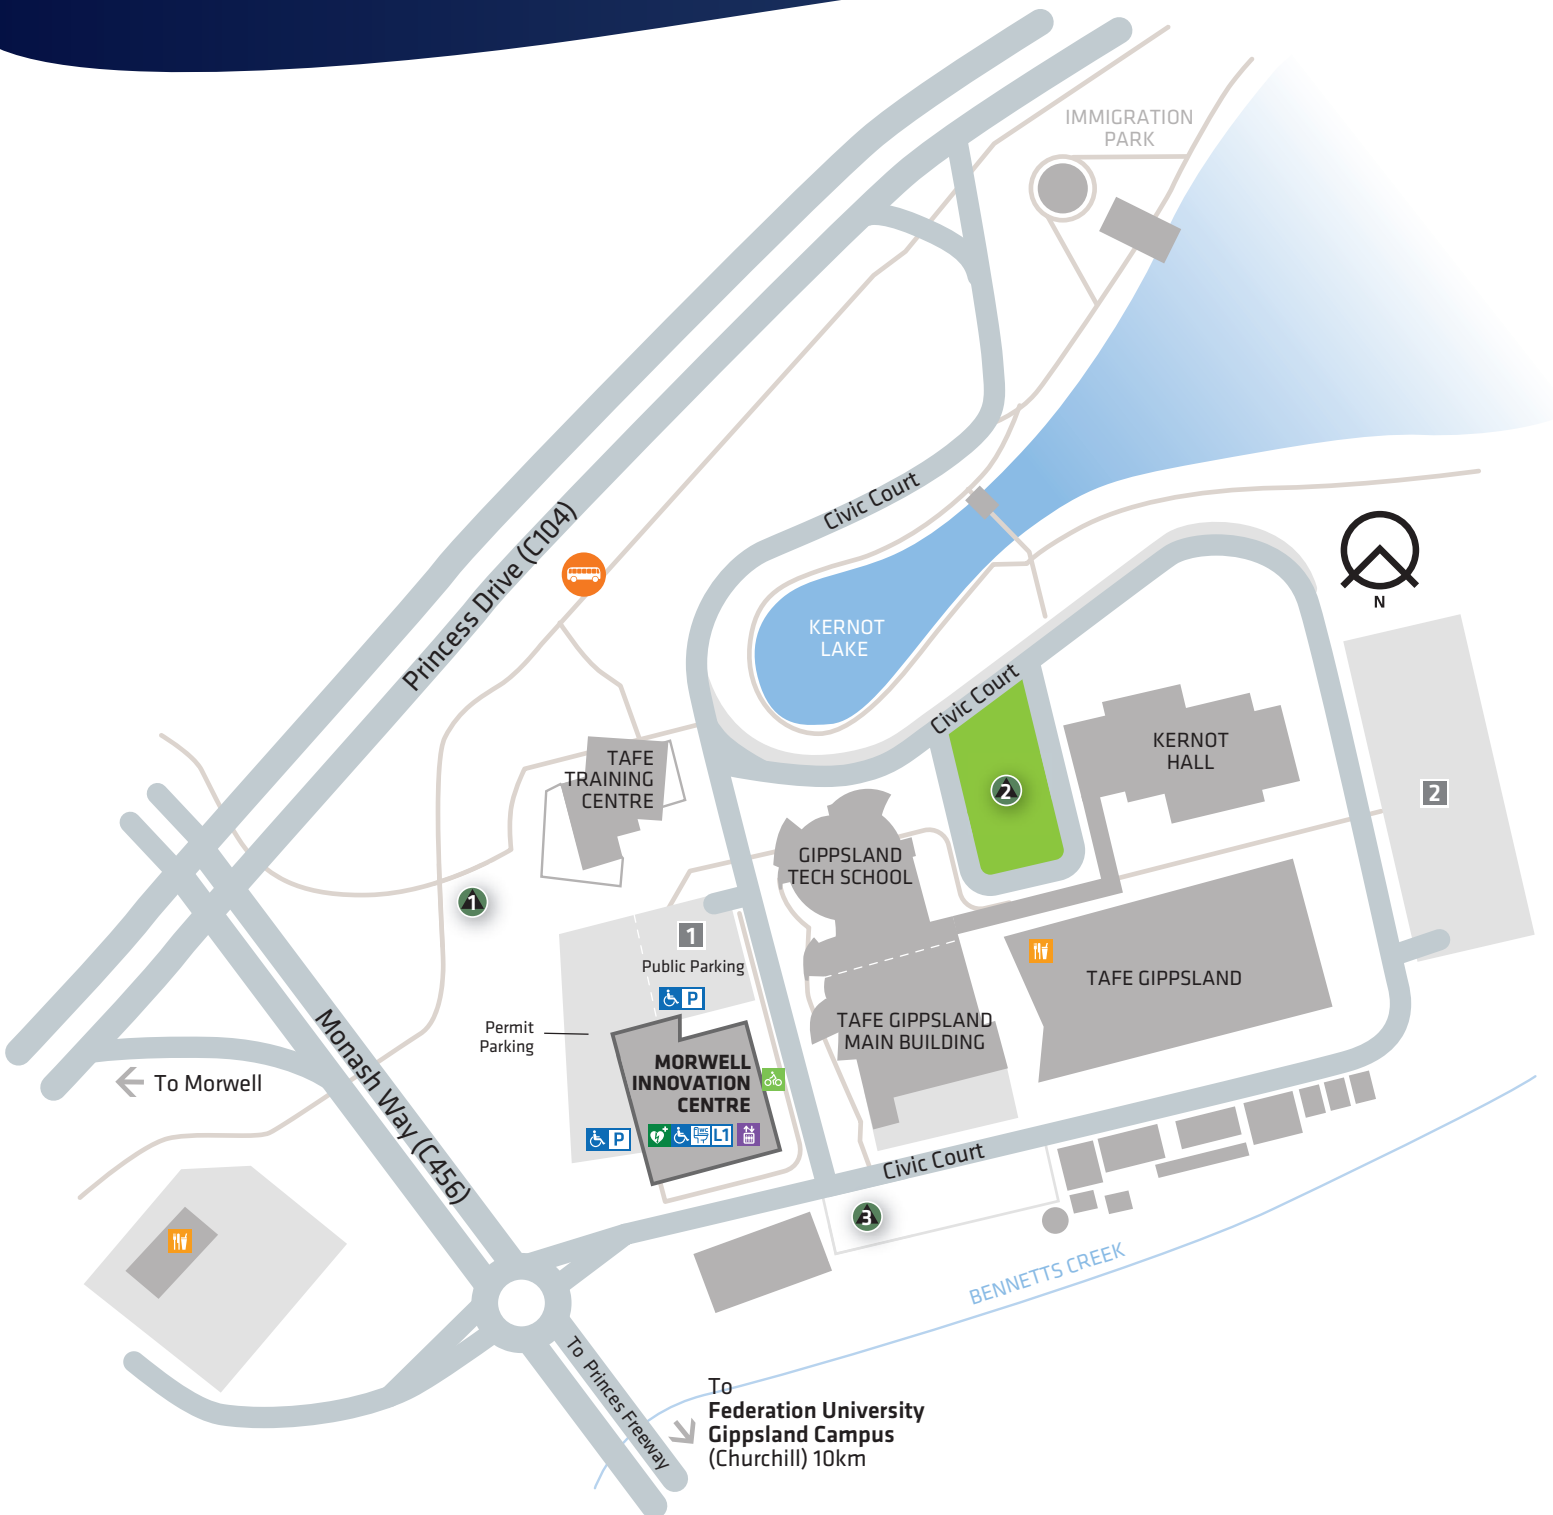 IMMIGRATION
PARK
Civic Court
Princess Drive (C104)
N
KERNOT
LAKE
Civic Court
KERNOT
HALL
TAFE
TRAINING
CENTRE
2
2
GIPPSLAND
TECH SCHOOL
1
1
Public Parking
P
TAFE GIPPSLAND
TAFE GIPPSLAND
MAIN BUILDING
Permit
Parking
MORWELL
INNOVATION
CENTRE
To Morwell
Monash Way (C456)
P
WC
L1
Civic Court
3
BENNETTS CREEK
To Princes Freeway
To
Federation University
Gippsland Campus
(Churchill) 10km